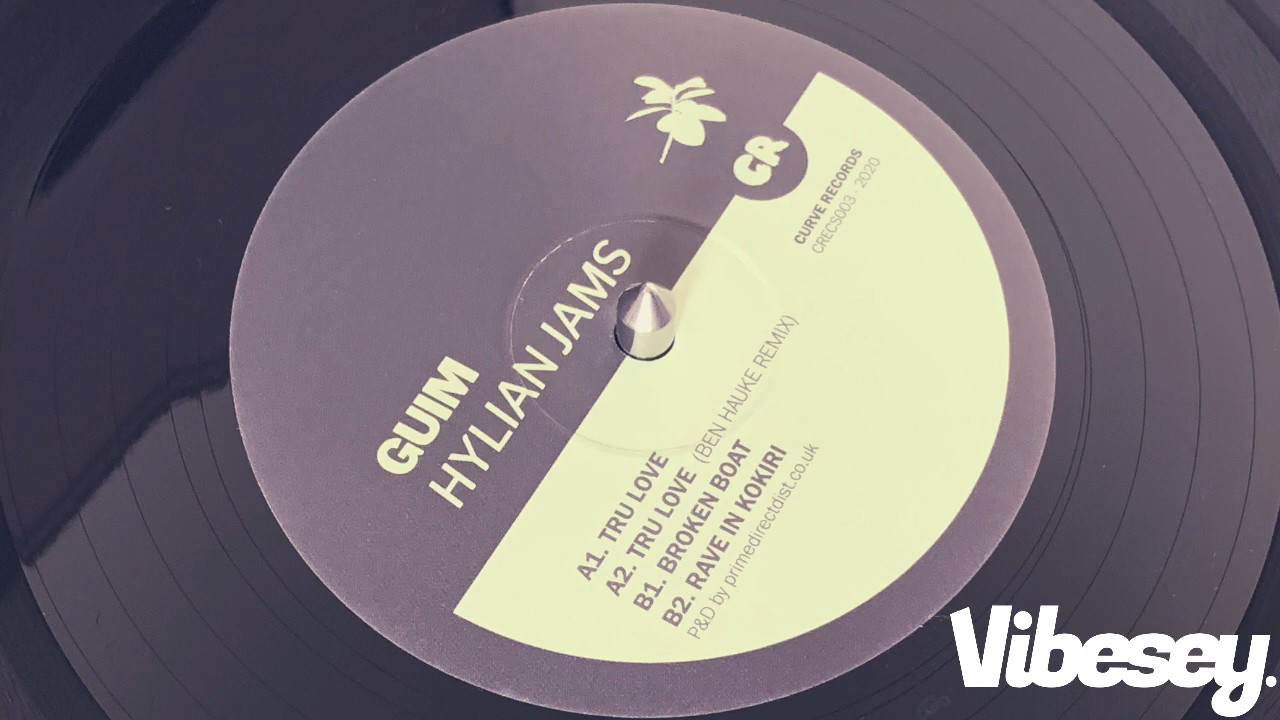 GUIM
HYLIAN JAMS
CR
CURVE RECORDS
CRECS003 - 2020
A1. TRU LOVE
A2. TRU LOVE (BEN HAUKE REMIX)
B1. BROKEN BOAT
B2. RAVE IN KOKIRI
P&D by primedirectdist.co.uk
Vibesey.